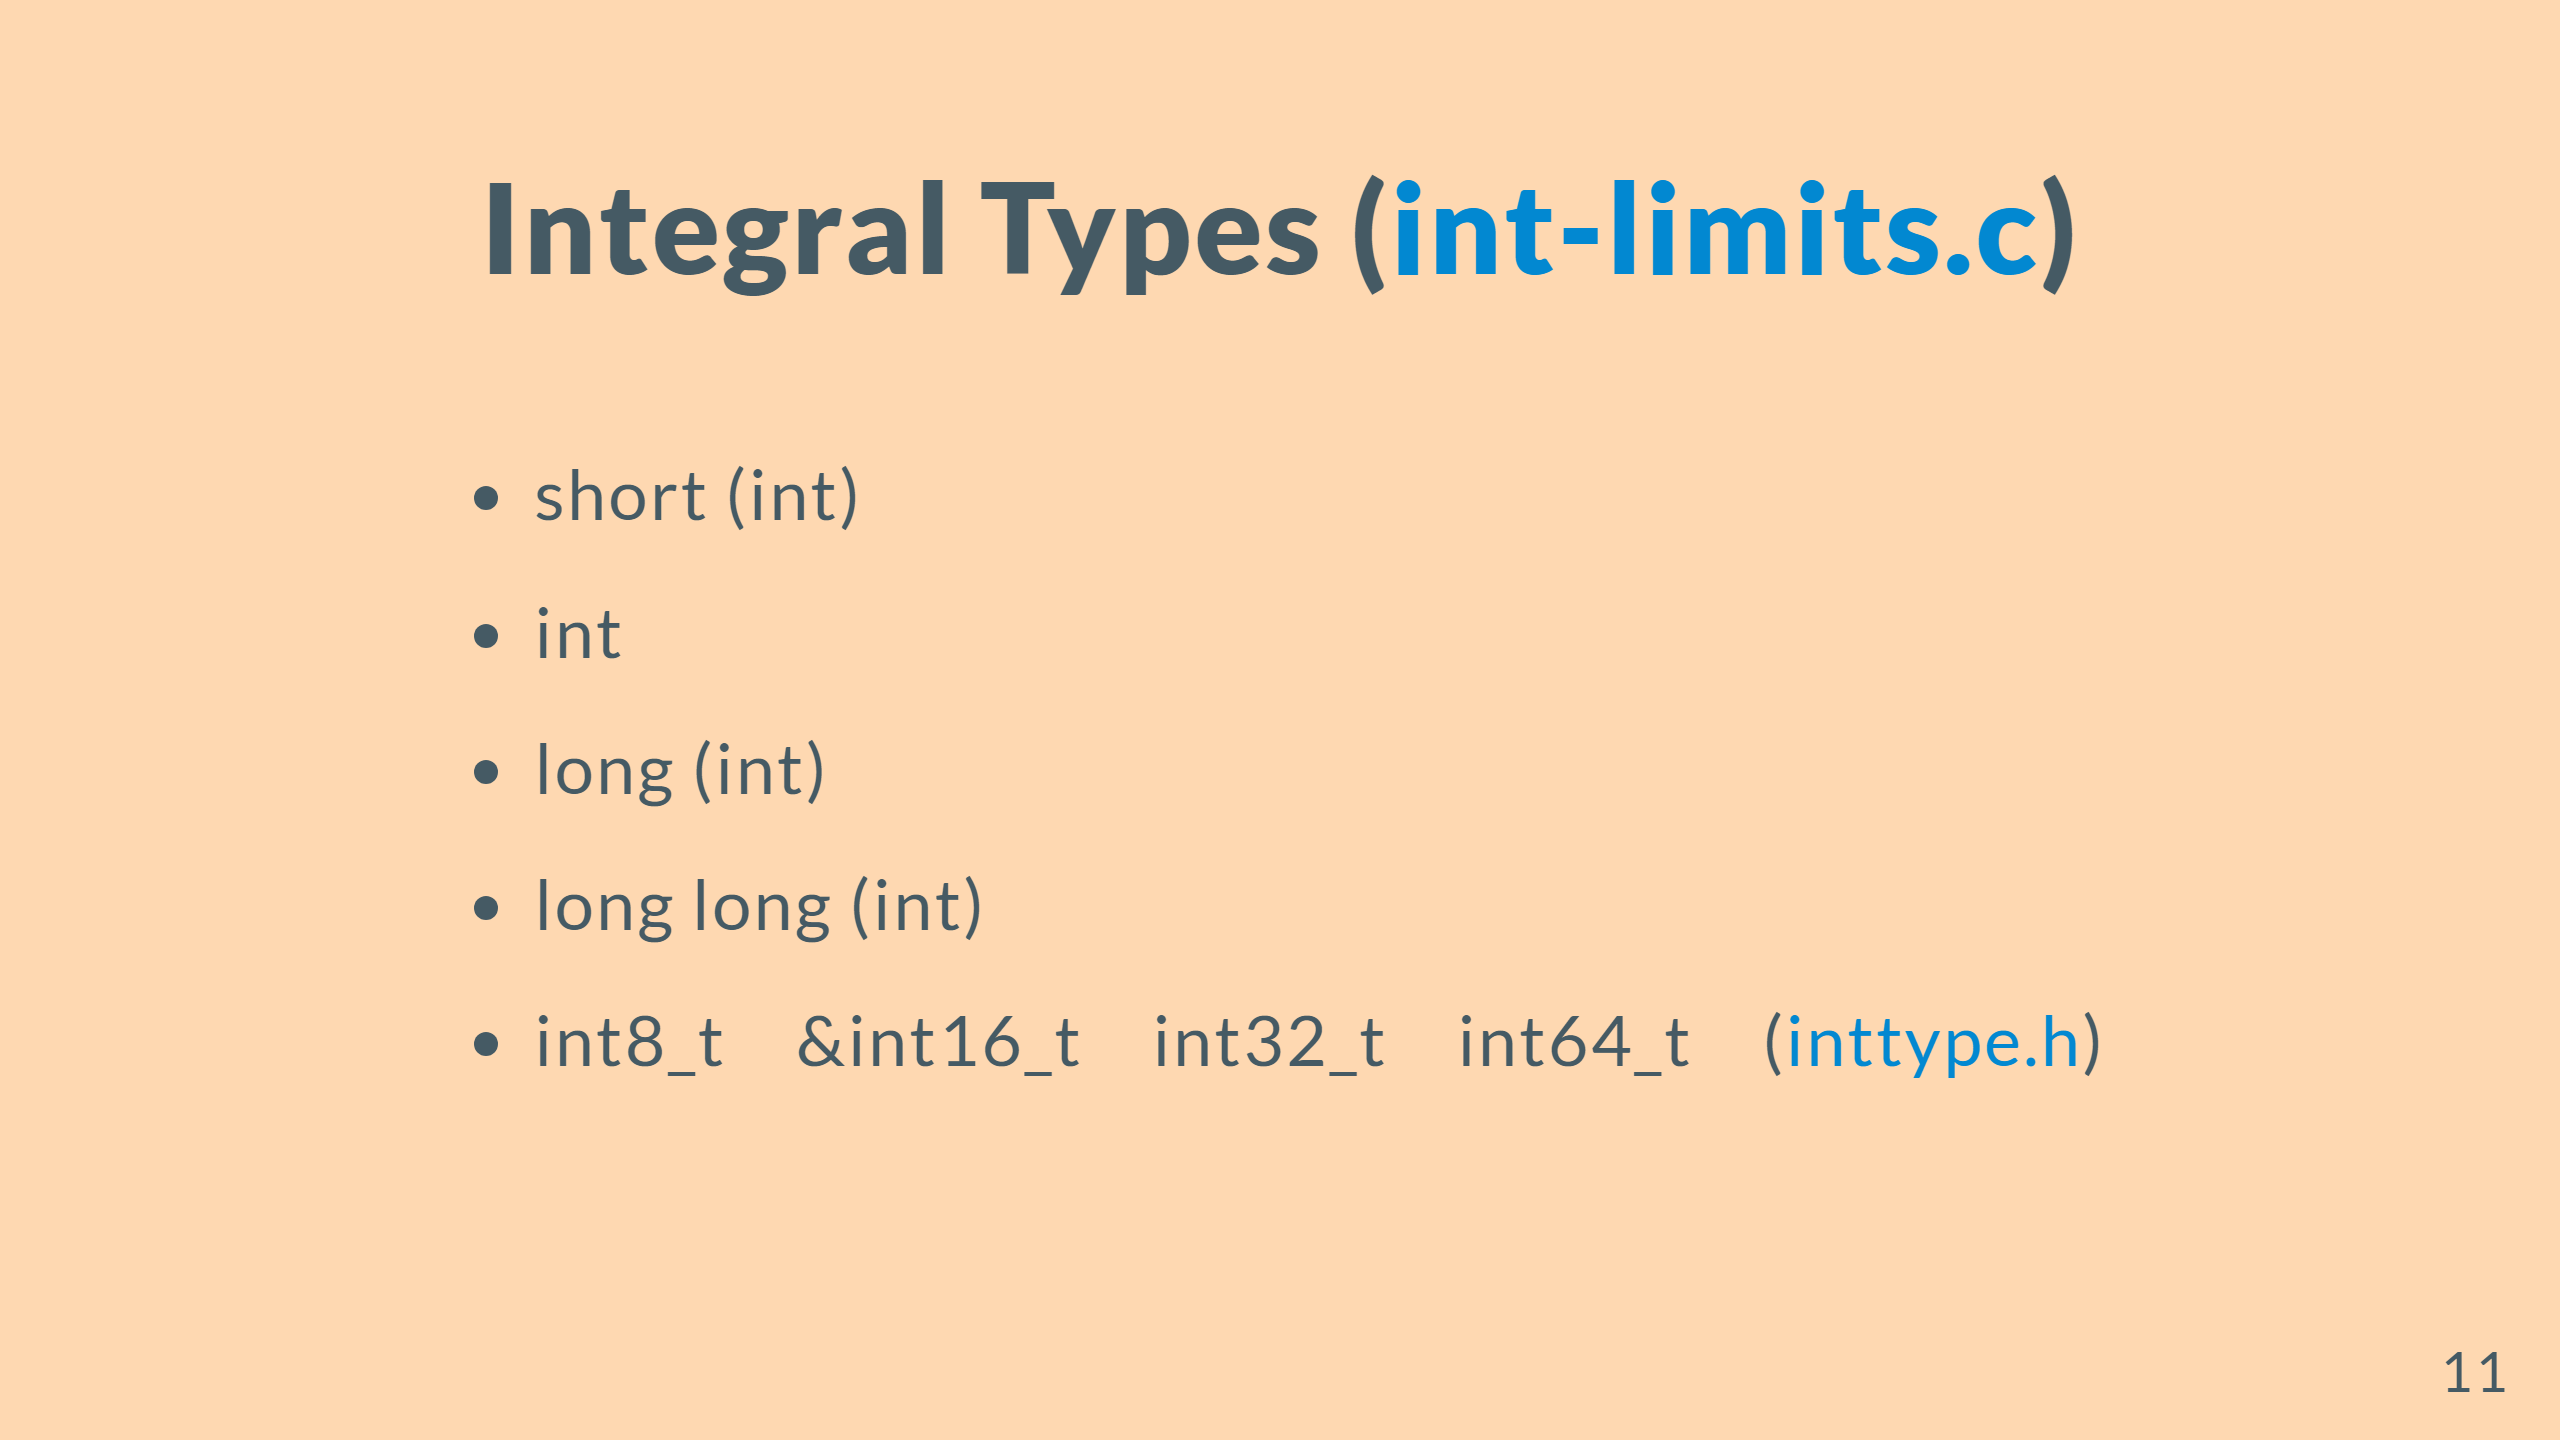 Integral Types (int-limits.c)
• short (int)
• int
• long (int)
• long long (int)
• int8_t &int16_t int32_t int64_t (inttype.h)
11